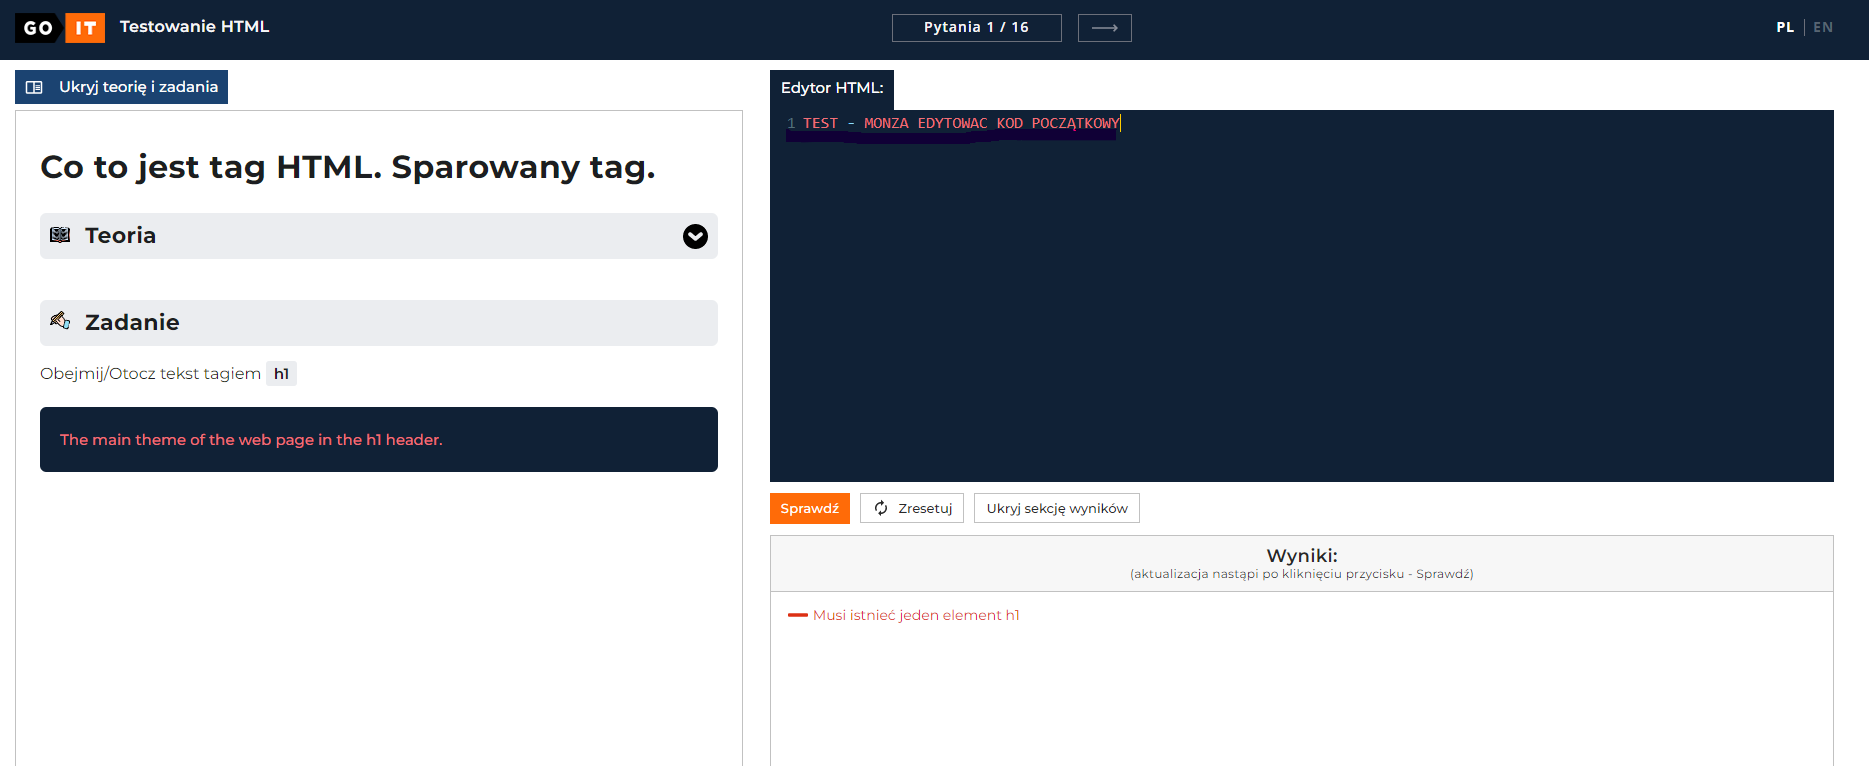 GO IT Testowanie HTML
Pytania 1 / 16
PL | EN
Ukryj teorię i zadania
Co to jest tag HTML. Sparowany tag.
Teoria
Zadanie
Obejmij/Otocz tekst tagiem h1
The main theme of the web page in the h1 header.
Edytor HTML:
1 TEST - MONZA EDYTOWAC KOD POCZĄTKOWY
Sprawdź
Zresetuj
Ukryj sekcję wyników
Wyniki:
(aktualizacja nastąpi po kliknięciu przycisku - Sprawdź)
Musi istnieć jeden element h1